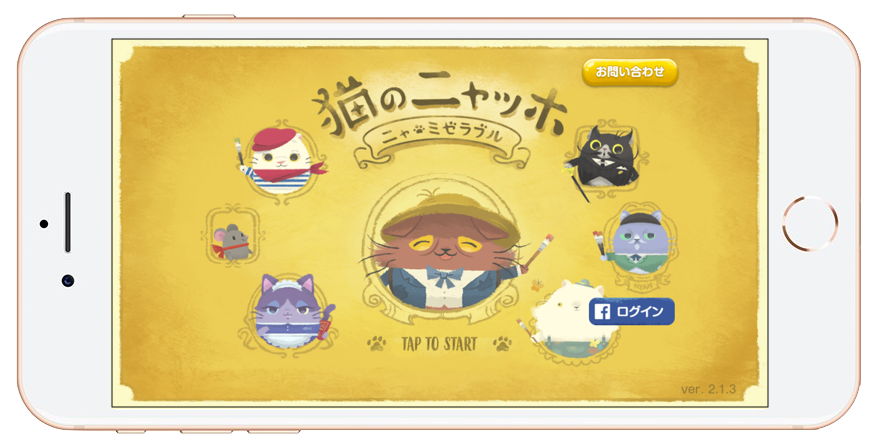 お問い合わせ
猫のニャッホ
ニャ・ミゼラブル
ログイン
TAP TO START
ver. 2.1.3